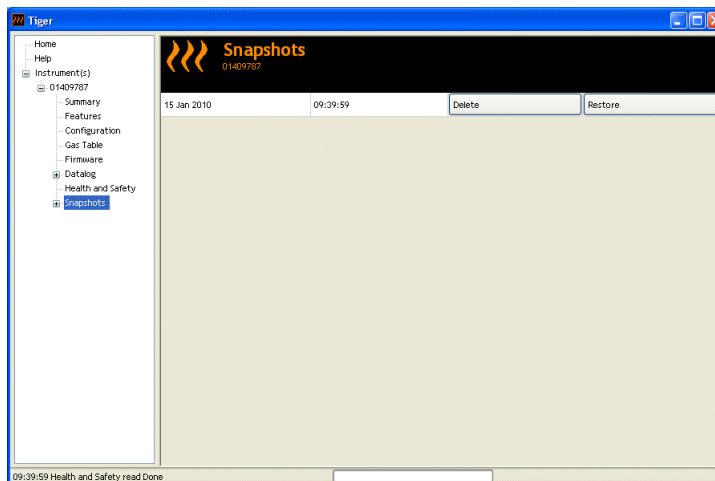 Tiger
Home
Help
Instrument(s)
01409787
Summary
Features
Configuration
Gas Table
Firmware
Datalog
Health and Safety
Snapshots
Snapshots
01409787
15 Jan 2010 09:39:59 Delete Restore
09:39:59 Health and Safety read Done